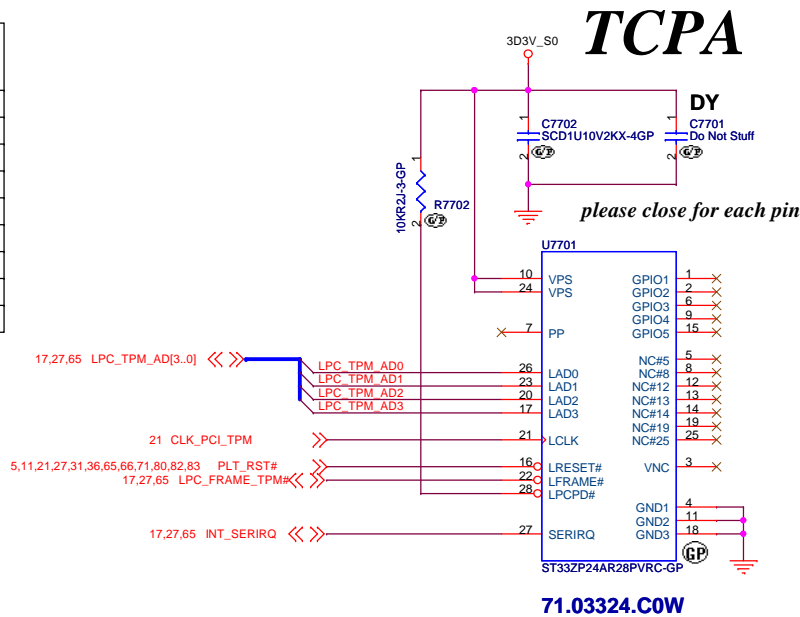 TCPA
3D3V_S0
DY
1
C7702
SCD1U10V2KX-4GP
2
G/P
1
C7701
Do Not Stuff
2
G/P
1
10KR2J-3-GP
R7702
2
G/P
please close for each pin
U7701
10 VPS
24 VPS
7 PP
26 LAD0
23 LAD1
20 LAD2
17 LAD3
21 LCLK
16 LRESET#
22 LFRAME#
28 LPCPD#
27 SERIRQ
GPIO1 1
GPIO2 2
GPIO3 6
GPIO4 9
GPIO5 15
NC#5 5
NC#8 8
NC#12 12
NC#13 13
NC#14 14
NC#19 19
NC#25 25
VNC 3
GND1 4
GND2 11
GND3 18
17,27,65 LPC_TPM_AD[3..0]
LPC_TPM_AD0
LPC_TPM_AD1
LPC_TPM_AD2
LPC_TPM_AD3
21 CLK_PCI_TPM
5,11,21,27,31,36,65,66,71,80,82,83 PLT_RST#
17,27,65 LPC_FRAME_TPM#
17,27,65 INT_SERIRQ
GP
ST33ZP24AR28PVRC-GP
71.03324.C0W